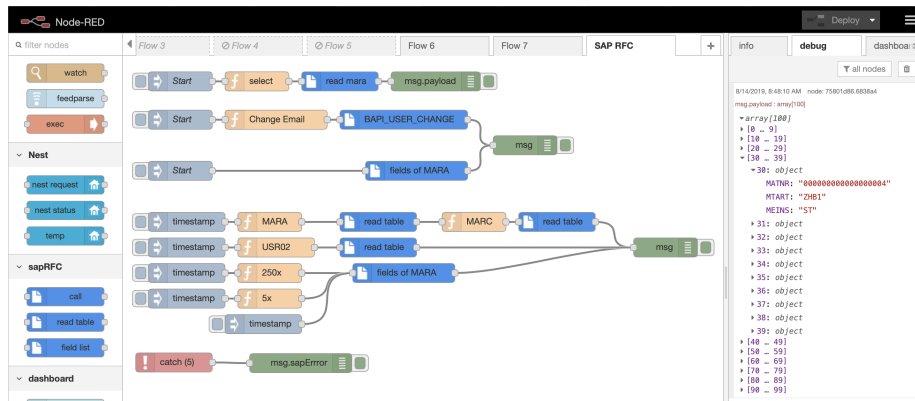 Node-RED
Deploy
filter nodes
Flow 3
Flow 4
Flow 5
Flow 6
Flow 7
SAP RFC
+
info
debug
dashboa
watch
feedparse
exec
Nest
nest request
nest status
temp
sapRFC
call
read table
field list
dashboard
Start
select
read mara
msg.payload
Start
Change Email
BAPI_USER_CHANGE
msg
Start
fields of MARA
timestamp
MARA
read table
MARC
read table
timestamp
USR02
read table
msg
timestamp
250x
fields of MARA
timestamp
5x
timestamp
catch (5)
msg.sapErrror
all nodes
8/14/2019, 8:48:10 AM node: 75801d86.6838a4
msg.payload : array[100]
array[100]
[0 … 9]
[10 … 19]
[20 … 29]
[30 … 39]
30: object
MATNR: "000000000000000004"
MTART: "ZHB1"
MEINS: "ST"
31: object
32: object
33: object
34: object
35: object
36: object
37: object
38: object
39: object
[40 … 49]
[50 … 59]
[60 … 69]
[70 … 79]
[80 … 89]
[90 … 99]